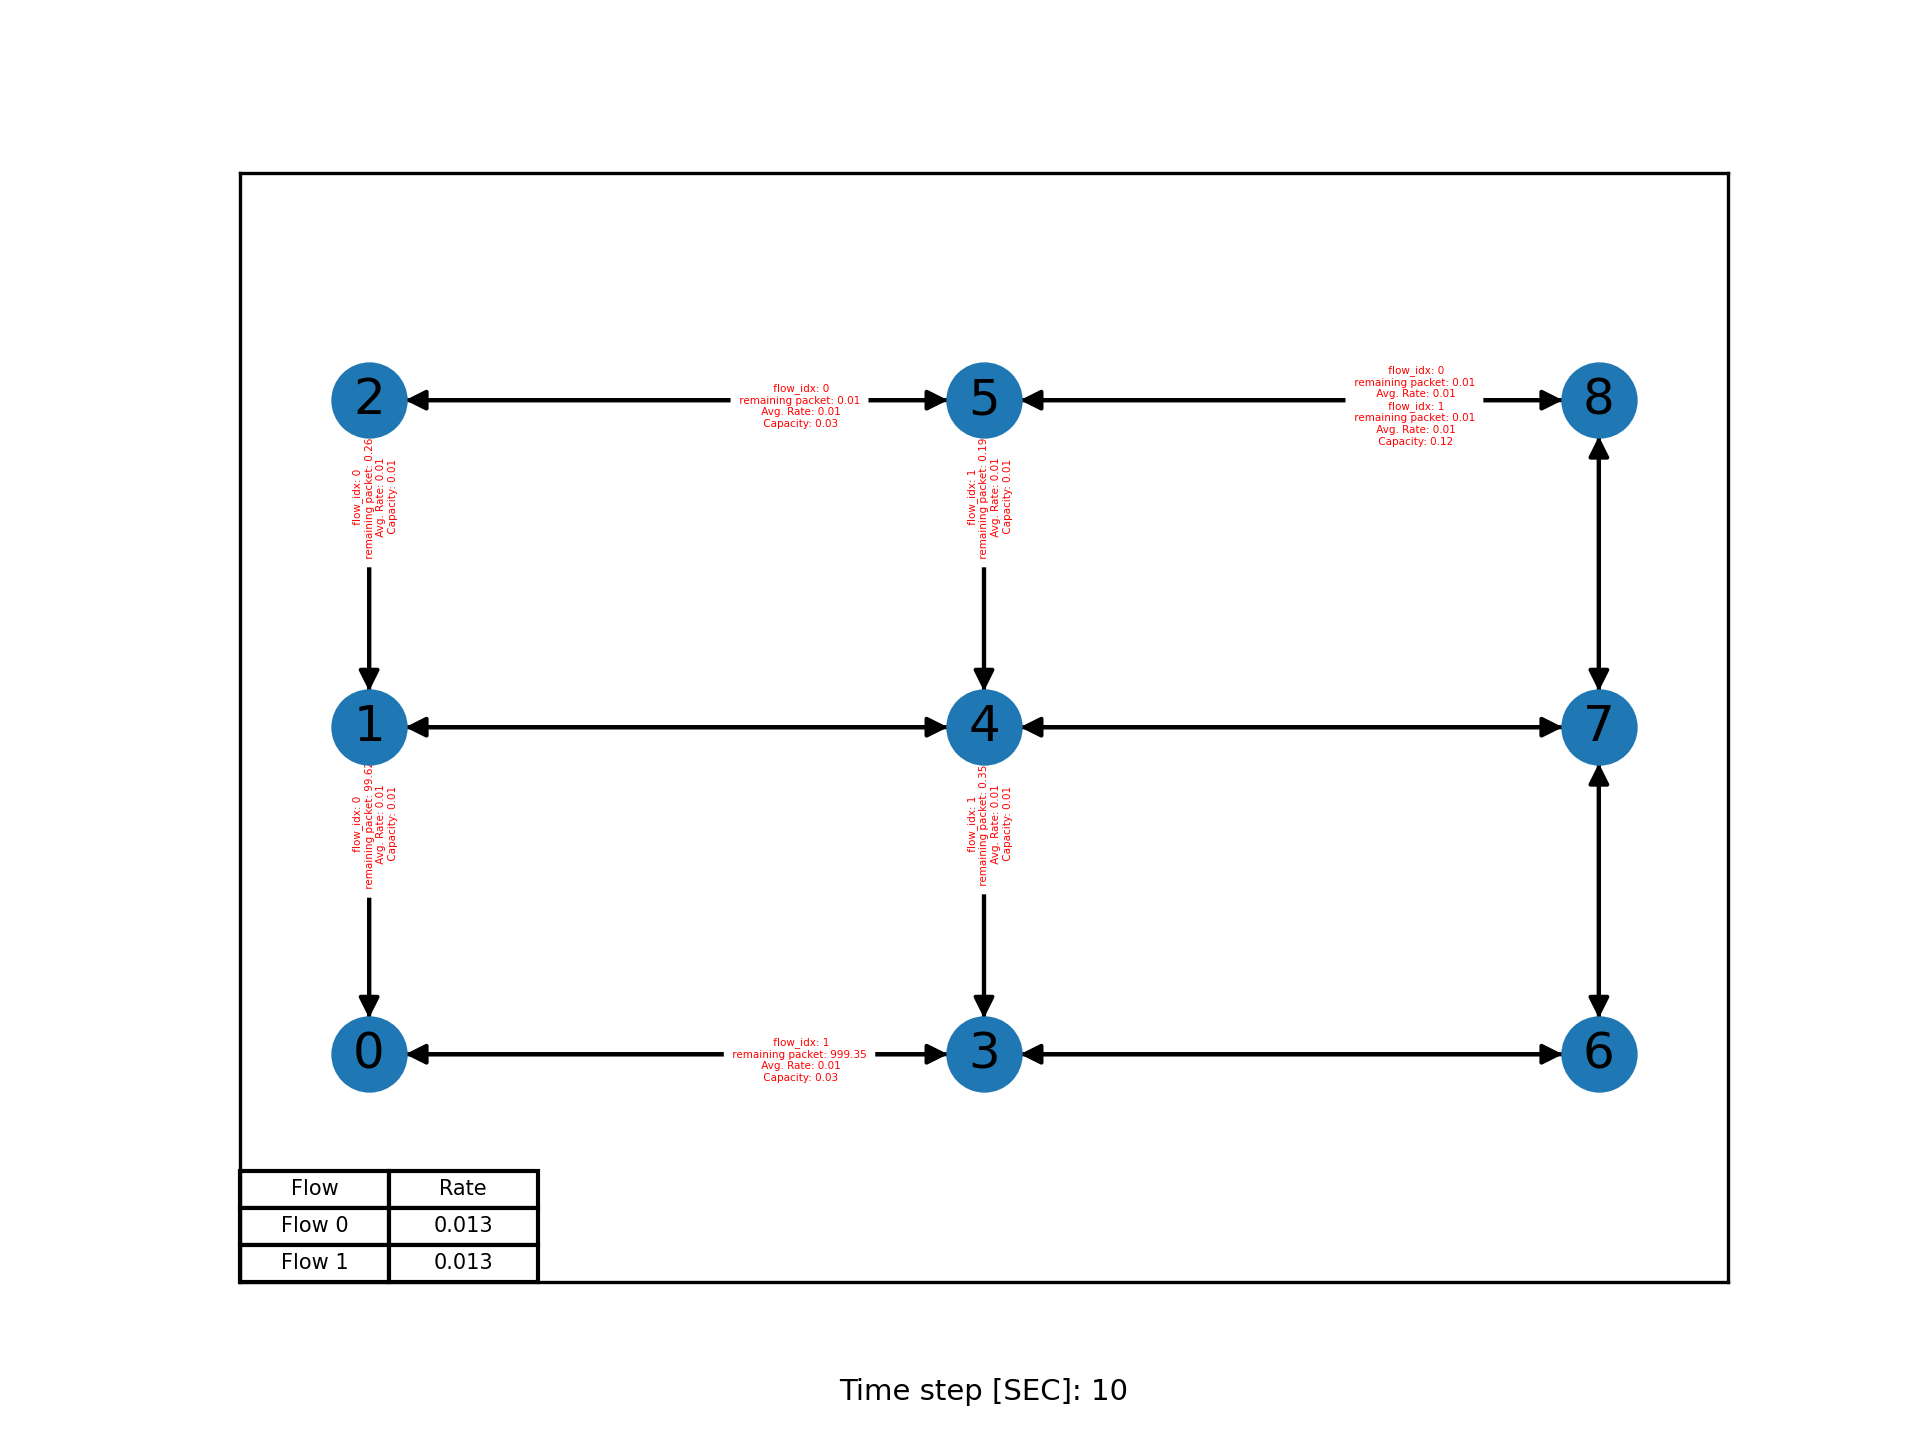 flow_idx: 0
remaining packet: 0.01
Avg. Rate: 0.01
flow_idx: 1
remaining packet: 0.01
Avg. Rate: 0.01
Capacity: 0.12
flow_idx: 0
remaining packet: 0.01
Avg. Rate: 0.01
Capacity: 0.03
2
5
8
flow_idx: 0
remaining packet: 0.26
Avg. Rate: 0.01
Capacity: 0.01
flow_idx: 1
remaining packet: 0.19
Avg. Rate: 0.01
Capacity: 0.01
1
4
7
flow_idx: 0
remaining packet: 99.62
Avg. Rate: 0.01
Capacity: 0.01
flow_idx: 1
remaining packet: 0.35
Avg. Rate: 0.01
Capacity: 0.01
0
flow_idx: 1
remaining packet: 999.35
Avg. Rate: 0.01
Capacity: 0.03
3
6
Flow Rate
Flow 0 0.013
Flow 1 0.013
Time step [SEC]: 10